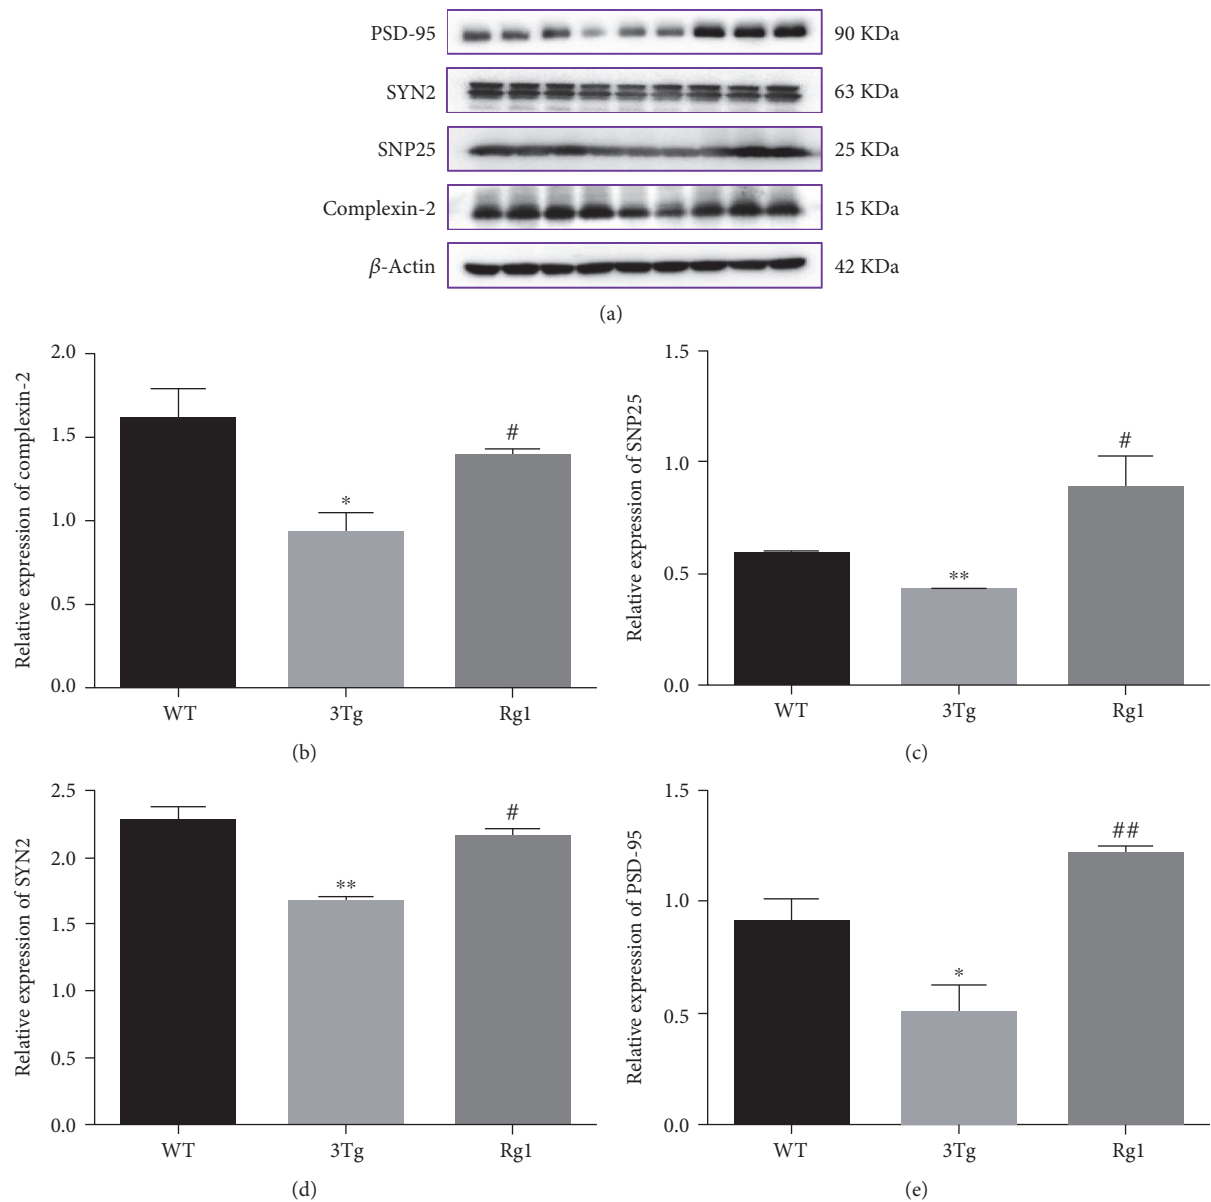 PSD-95 90 KDa
SYN2 63 KDa
SNP25 25 KDa
Complexin-2 15 KDa
β-Actin 42 KDa
(a)
Relative expression of complexin-2
2.0
1.5
1.0
0.5
0.0
*
#
WT 3Tg Rg1
(b)
Relative expression of SNP25
1.5
1.0
0.5
0.0
**
#
WT 3Tg Rg1
(c)
Relative expression of SYN2
2.5
2.0
1.5
1.0
0.5
0.0
**
#
WT 3Tg Rg1
(d)
Relative expression of PSD-95
1.5
1.0
0.5
0.0
*
##
WT 3Tg Rg1
(e)